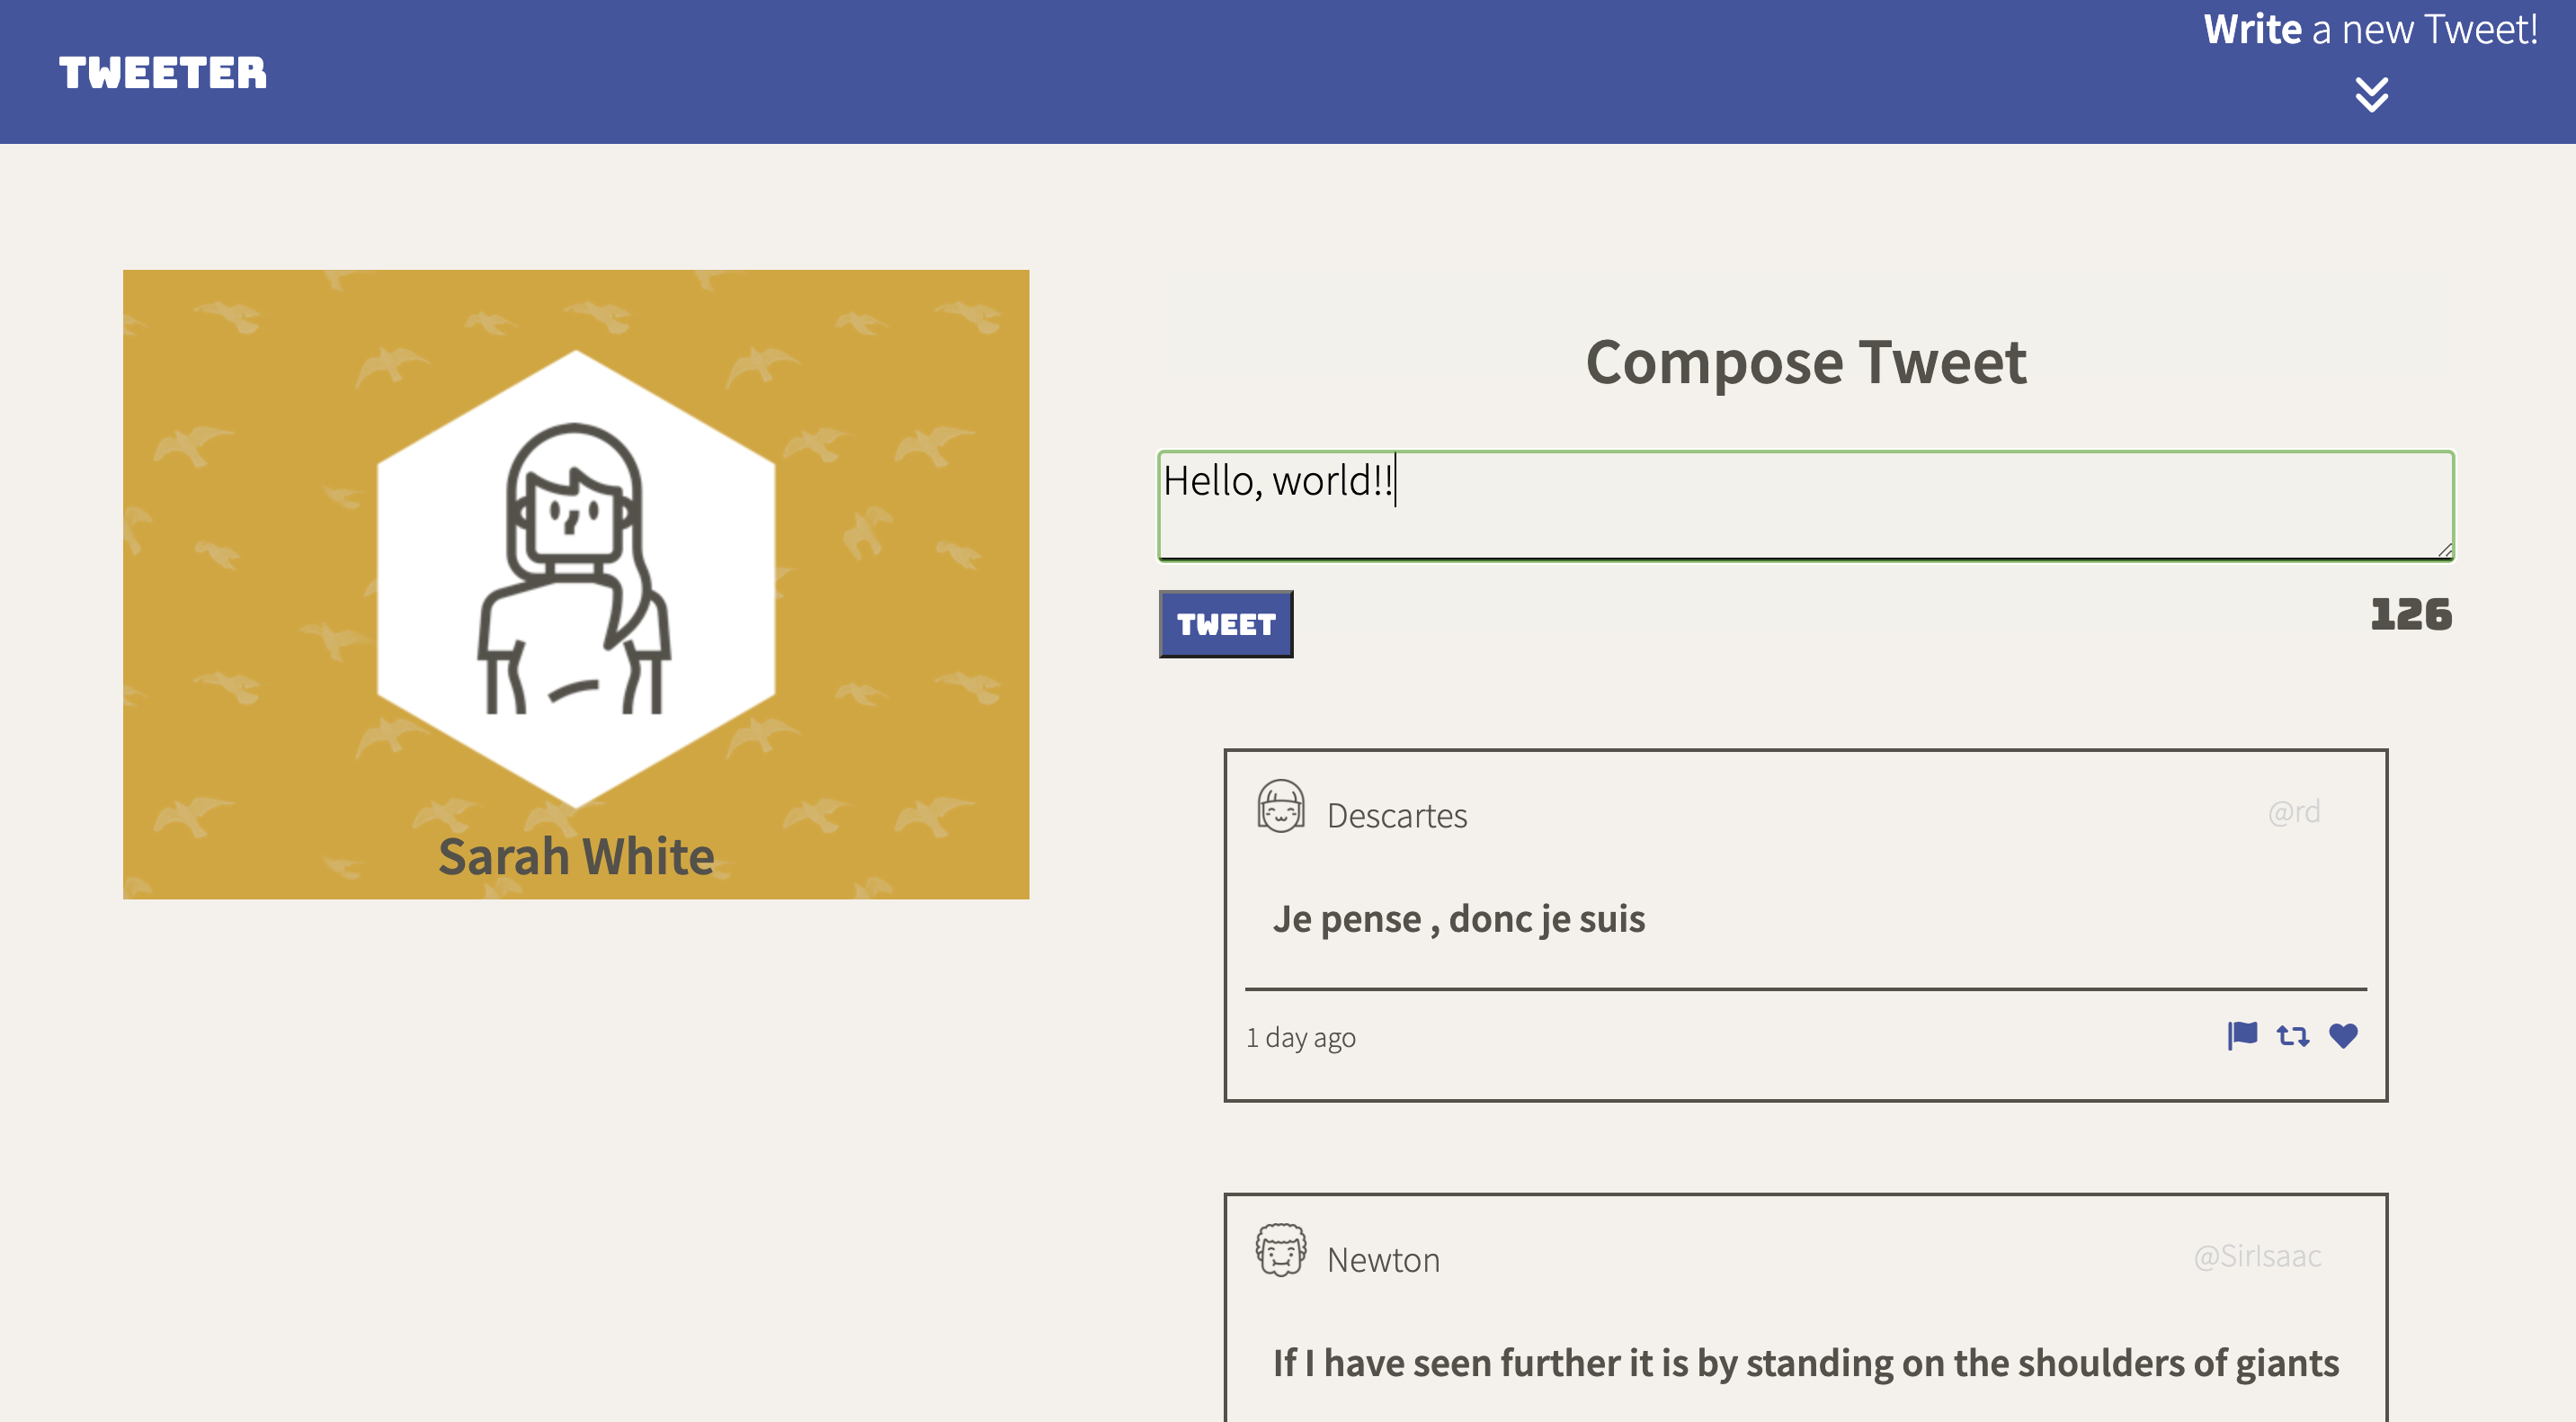 TWEETER
Write a new Tweet!
Sarah White
Compose Tweet
Hello, world!!
TWEET
126
Descartes
@rd
Je pense , donc je suis
1 day ago
Newton
@SirIsaac
If I have seen further it is by standing on the shoulders of giants